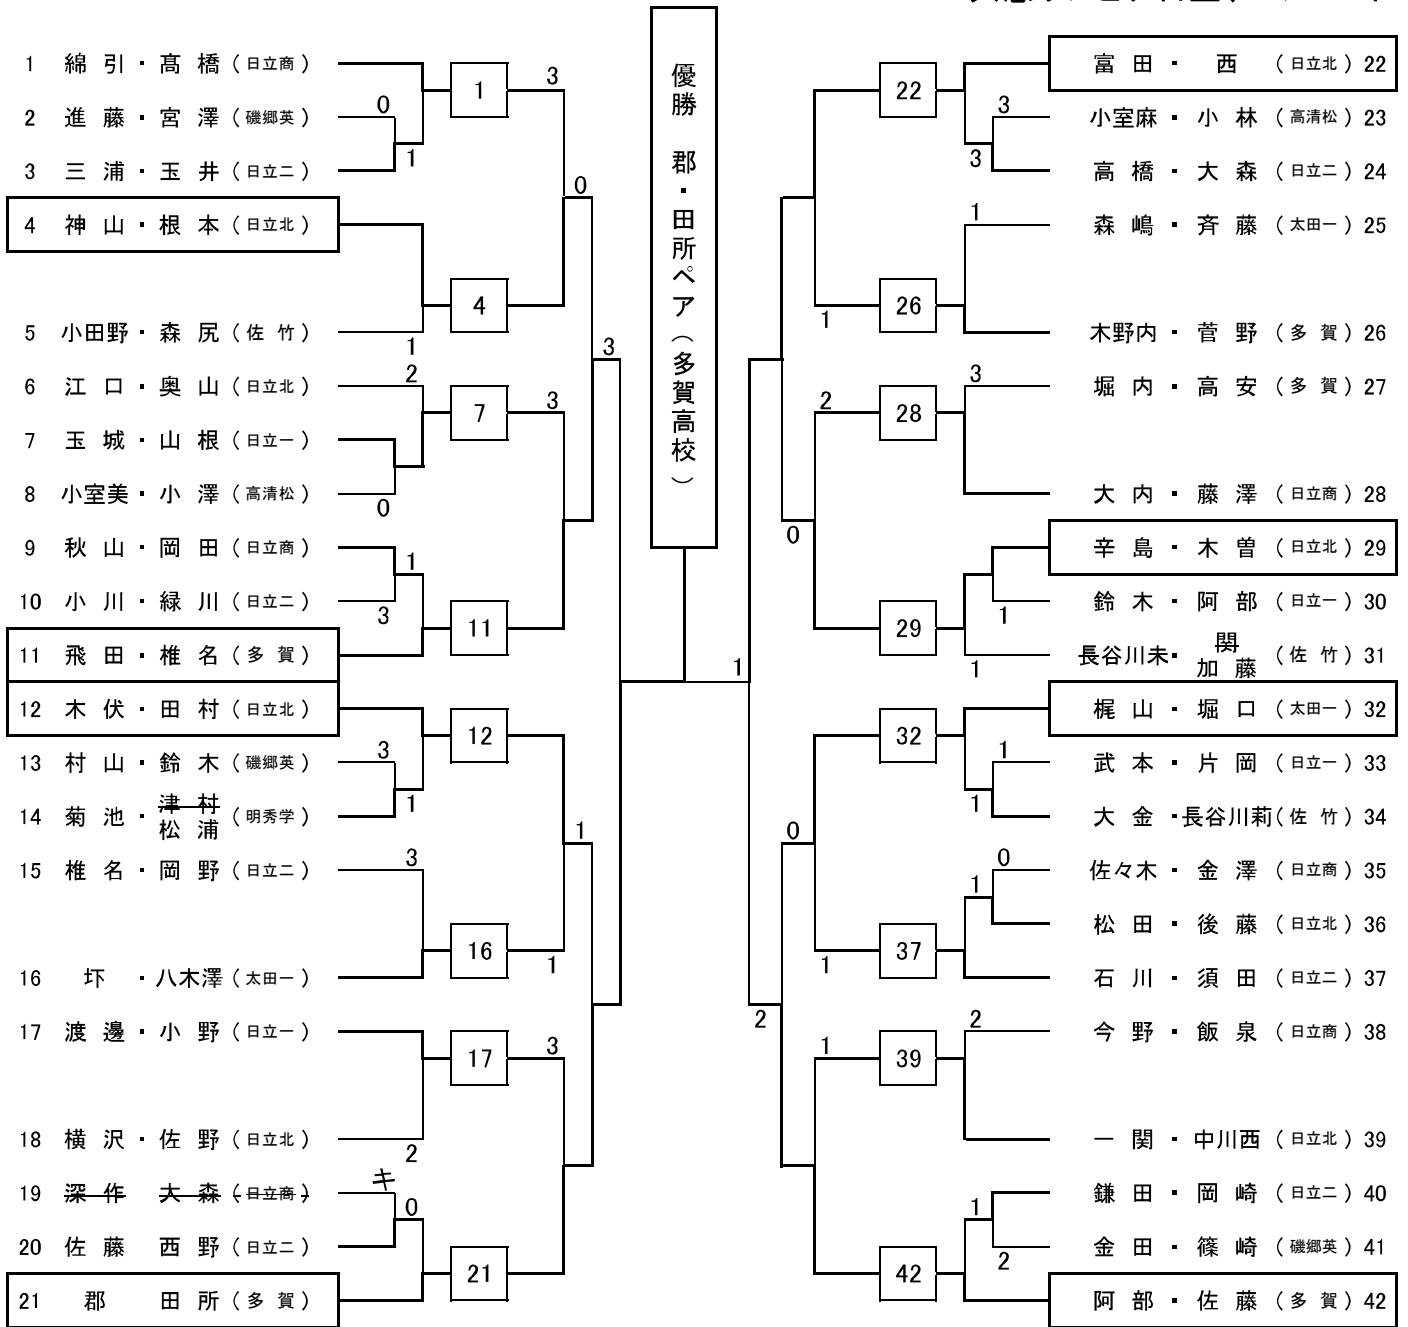 優勝 郡・田所ペア（多賀高校）
1 綿引・髙橋（日立商）
2 進藤・宮澤（磯郷英）
3 三浦・玉井（日立二）
4 神山・根本（日立北）
5 小田野・森尻（佐竹）
6 江口・奥山（日立北）
7 玉城・山根（日立一）
8 小室美・小澤（高清松）
9 秋山・岡田（日立商）
10 小川・緑川（日立二）
11 飛田・椎名（多賀）
12 木伏・田村（日立北）
13 村山・鈴木（磯郷英）
14 菊池・津村（明秀学）
松浦
15 椎名・岡野（日立二）
16 圷・八木澤（太田一）
17 渡邊・小野（日立一）
18 横沢・佐野（日立北）
19 深作 大森（日立商）
20 佐藤 西野（日立二）
21 郡 田所（多賀）
0
1
1
2
0
1
3
3
1
3
2
キ
0
1
4
7
11
12
16
17
21
3
3
1
3
0
1
3
1
2
0
0
1
2
1
1
22
26
28
29
32
37
39
42
3
3
1
3
1
1
1
1
0
1
2
1
2
富田・西（日立北）22
小室麻・小林（高清松）23
高橋・大森（日立二）24
森嶋・斉藤（太田一）25
木野内・菅野（多賀）26
堀内・高安（多賀）27
大内・藤澤（日立商）28
辛島・木曽（日立北）29
鈴木・阿部（日立一）30
長谷川未・関（佐竹）31
加藤
梶山・堀口（太田一）32
武本・片岡（日立一）33
大金・長谷川莉（佐竹）34
佐々木・金澤（日立商）35
松田・後藤（日立北）36
石川・須田（日立二）37
今野・飯泉（日立商）38
一関・中川西（日立北）39
鎌田・岡崎（日立二）40
金田・篠崎（磯郷英）41
阿部・佐藤（多賀）42